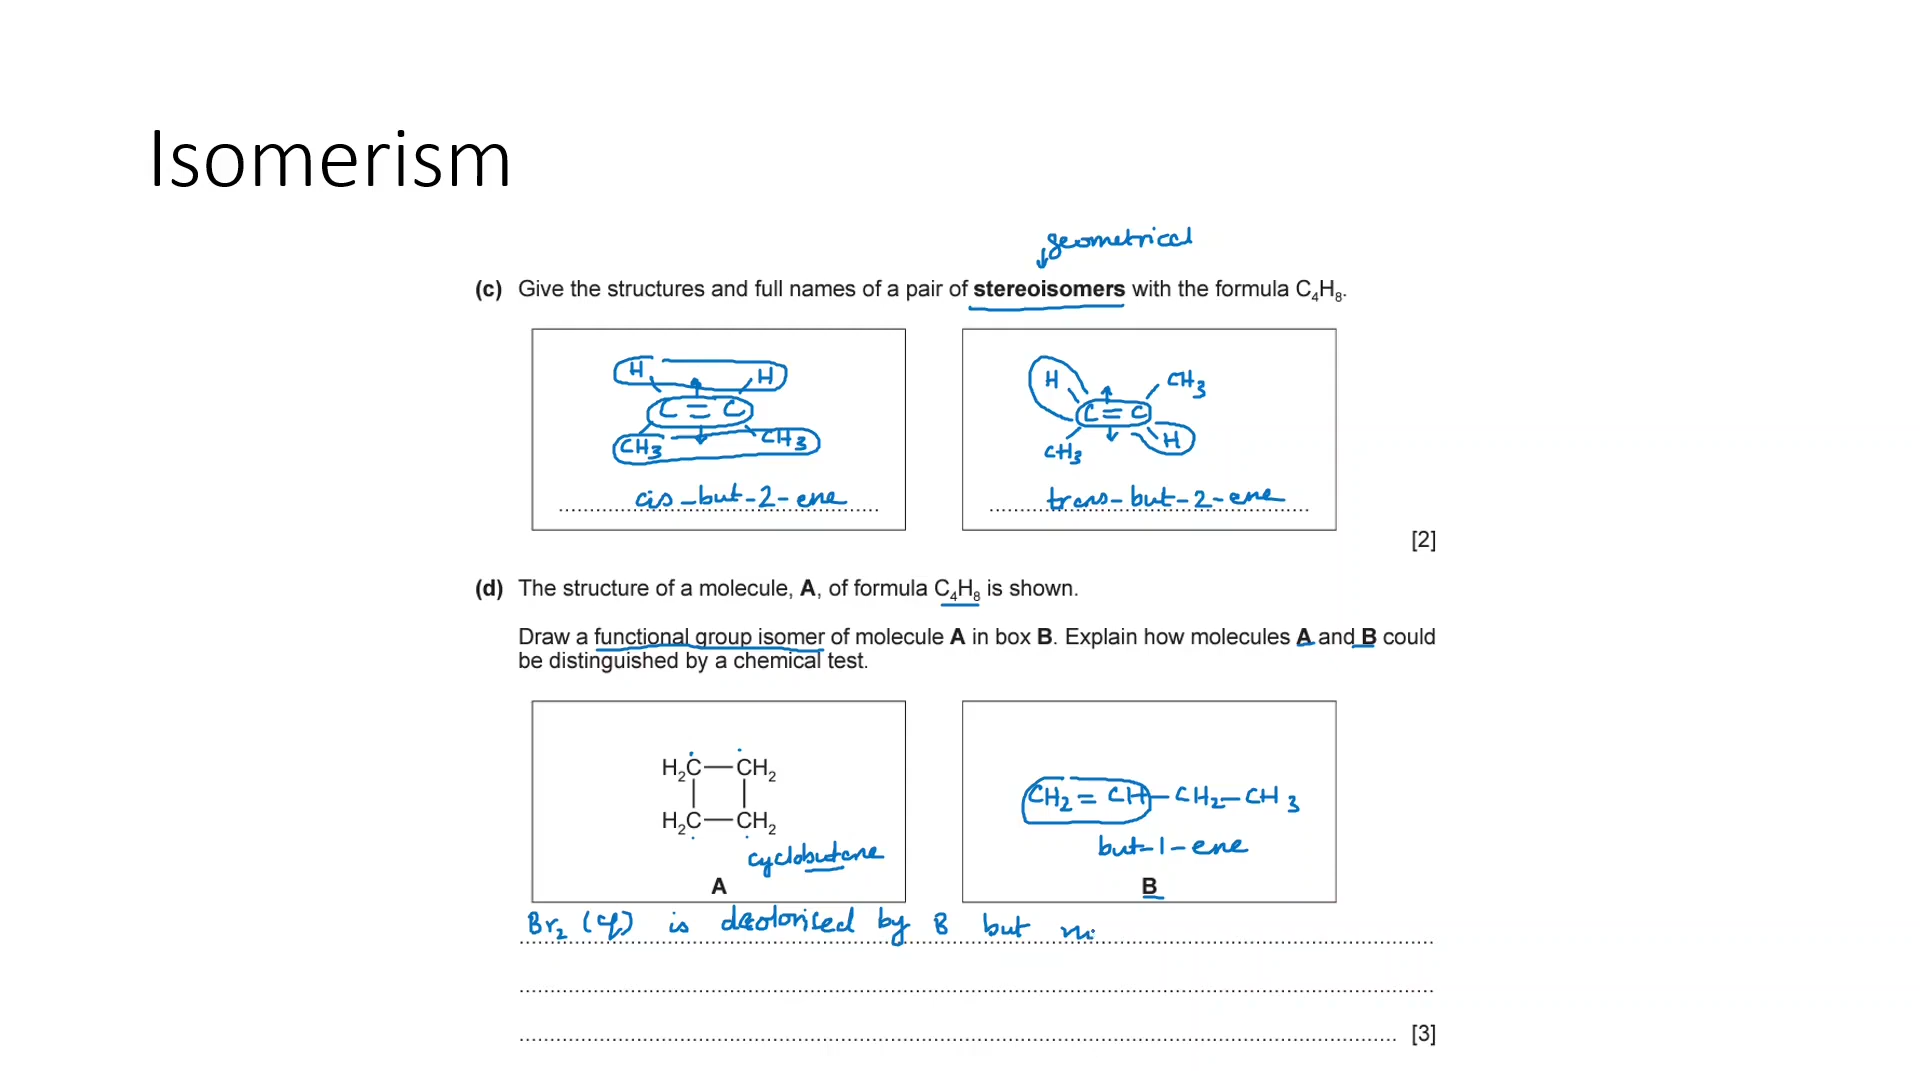 Isomerism
geometrical
(c) Give the structures and full names of a pair of stereoisomers with the formula C₄H₈.
H H
C = C
CH₃ CH₃
cis-but-2-ene
H CH₃
C = C
CH₃ H
trans-but-2-ene
[2]
(d) The structure of a molecule, A, of formula C₄H₈ is shown.
Draw a functional group isomer of molecule A in box B. Explain how molecules A and B could
be distinguished by a chemical test.
H₂C—CH₂
H₂C—CH₂
cyclobutane
A
CH₂ = CH—CH₂—CH₃
but-1-ene
B
Br₂ (aq) is decolorised by B but
[3]